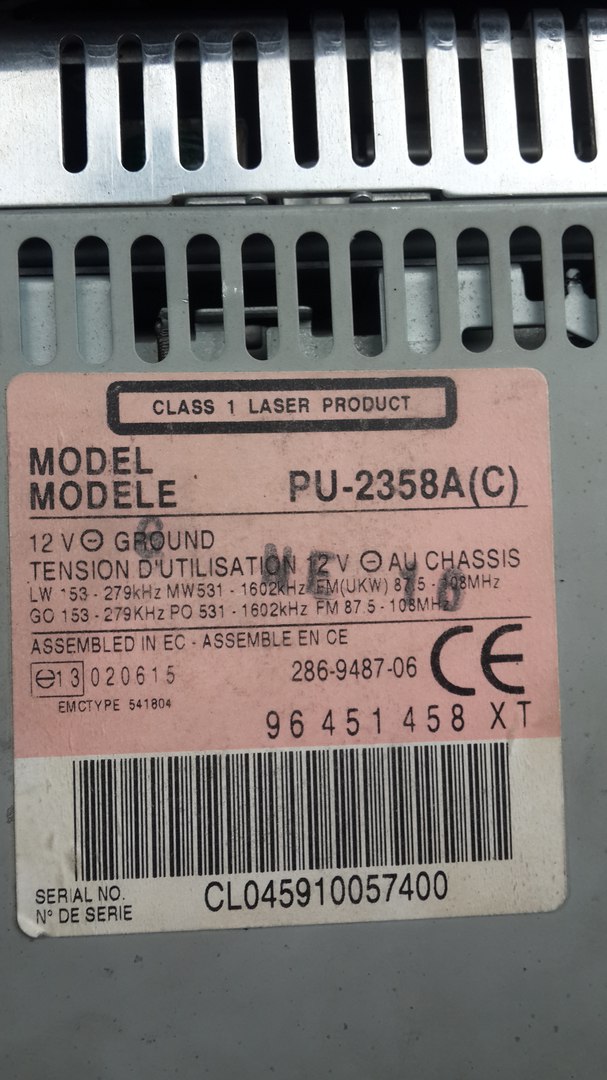 CLASS 1 LASER PRODUCT
MODEL
MODELE
PU-2358A(C)
12 V ⊖ GROUND
TENSION D'UTILISATION 12 V ⊖ AU CHASSIS
LW 153 - 279kHz MW531 - 1602kHz FM(UKW) 87.5 - 108MHz
GO 153 - 279KHz PO 531 - 1602kHz FM 87.5 - 108MHz
ASSEMBLED IN EC - ASSEMBLE EN CE
e13 020615
286-9487-06 CE
EMCTYPE 541804
96 451 458 XT
SERIAL NO.
N° DE SERIE
CL045910057400